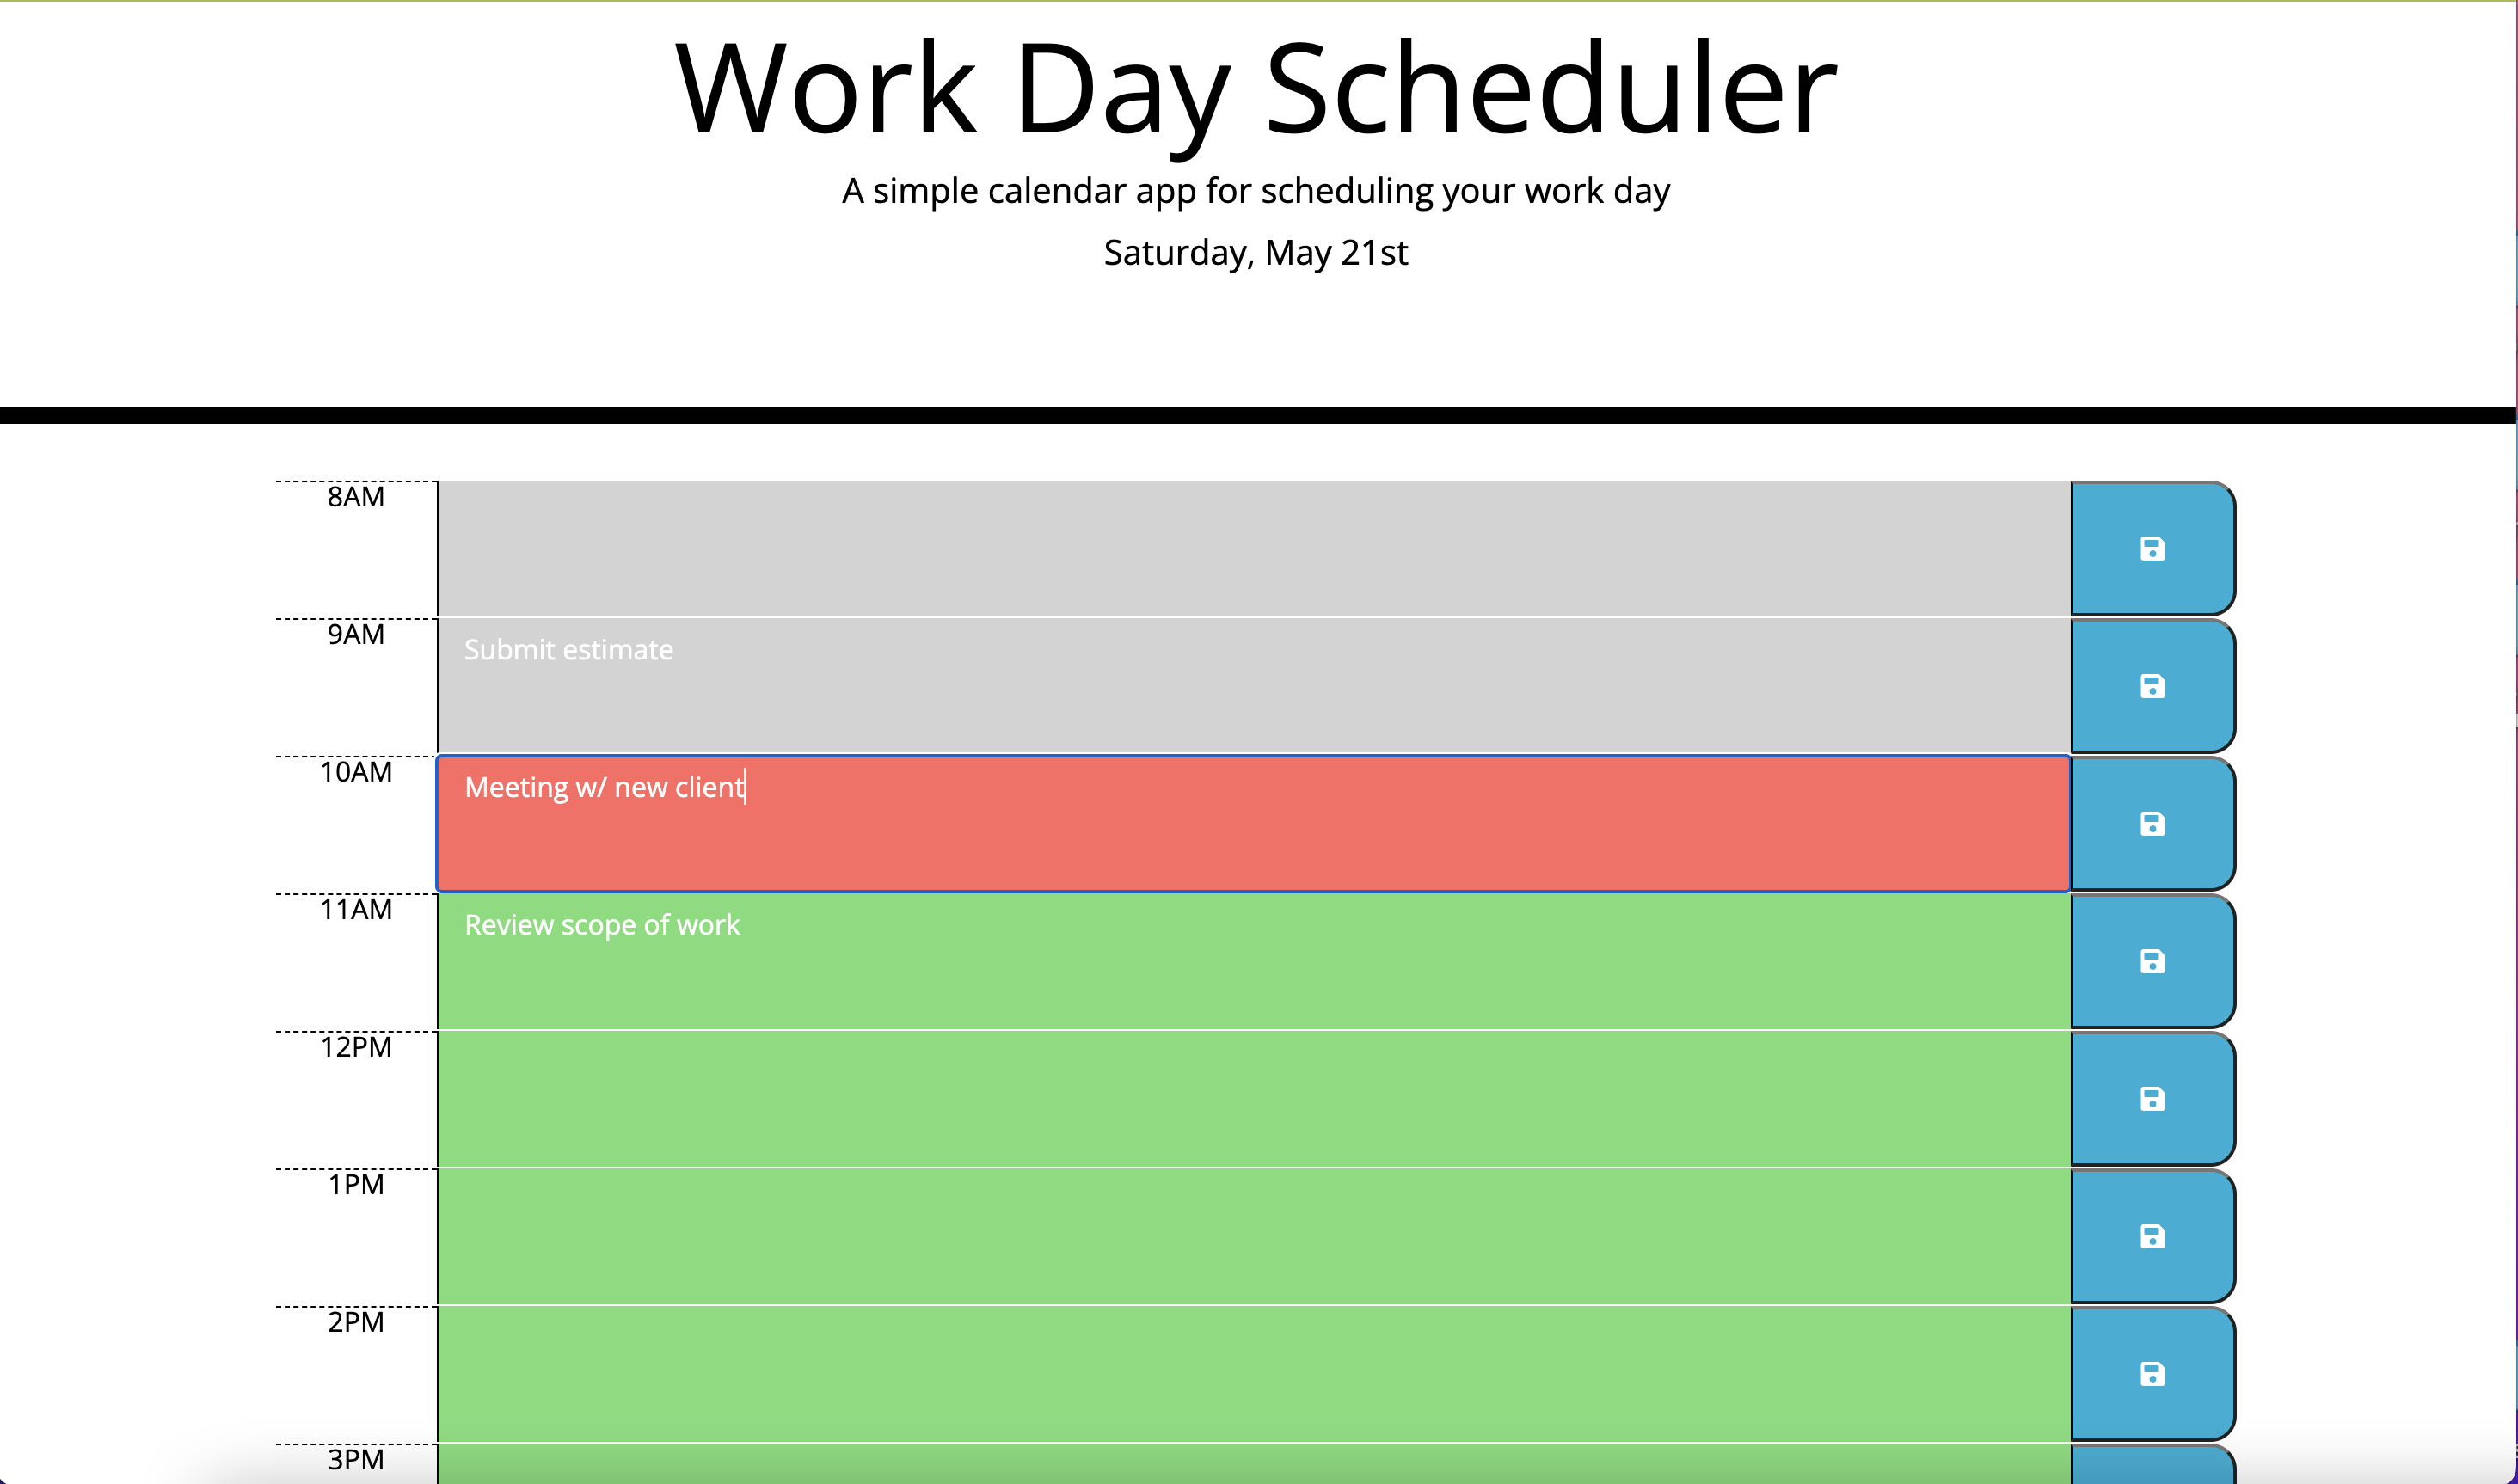 Work Day Scheduler
A simple calendar app for scheduling your work day
Saturday, May 21st
8AM
9AM
Submit estimate
10AM
Meeting w/ new client
11AM
Review scope of work
12PM
1PM
2PM
3PM